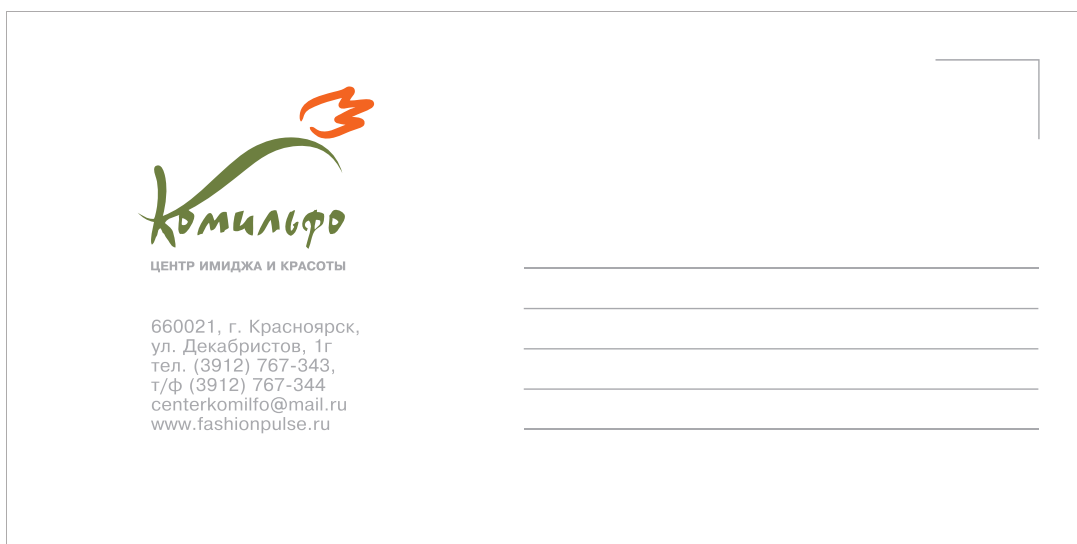 Комильфо
ЦЕНТР ИМИДЖА И КРАСОТЫ
660021, г. Красноярск,
ул. Декабристов, 1г
тел. (3912) 767-343,
т/ф (3912) 767-344
centerkomilfo@mail.ru
www.fashionpulse.ru